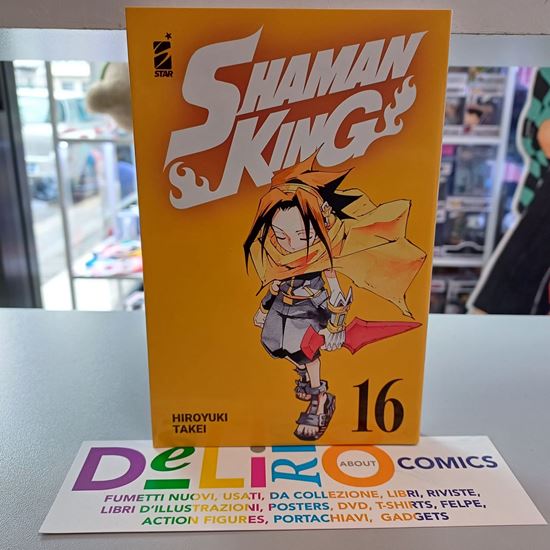 STAR
SHAMAN
KING
HIROYUKI
TAKEI
16
DeLiRIO
ABOUT
COMICS
FUMETTI NUOVI, USATI, DA COLLEZIONE, LIBRI, RIVISTE,
LIBRI D'ILLUSTRAZIONI, POSTERS, DVD, T-SHIRTS, FELPE,
ACTION FIGURES, PORTACHIAVI, GADGETS